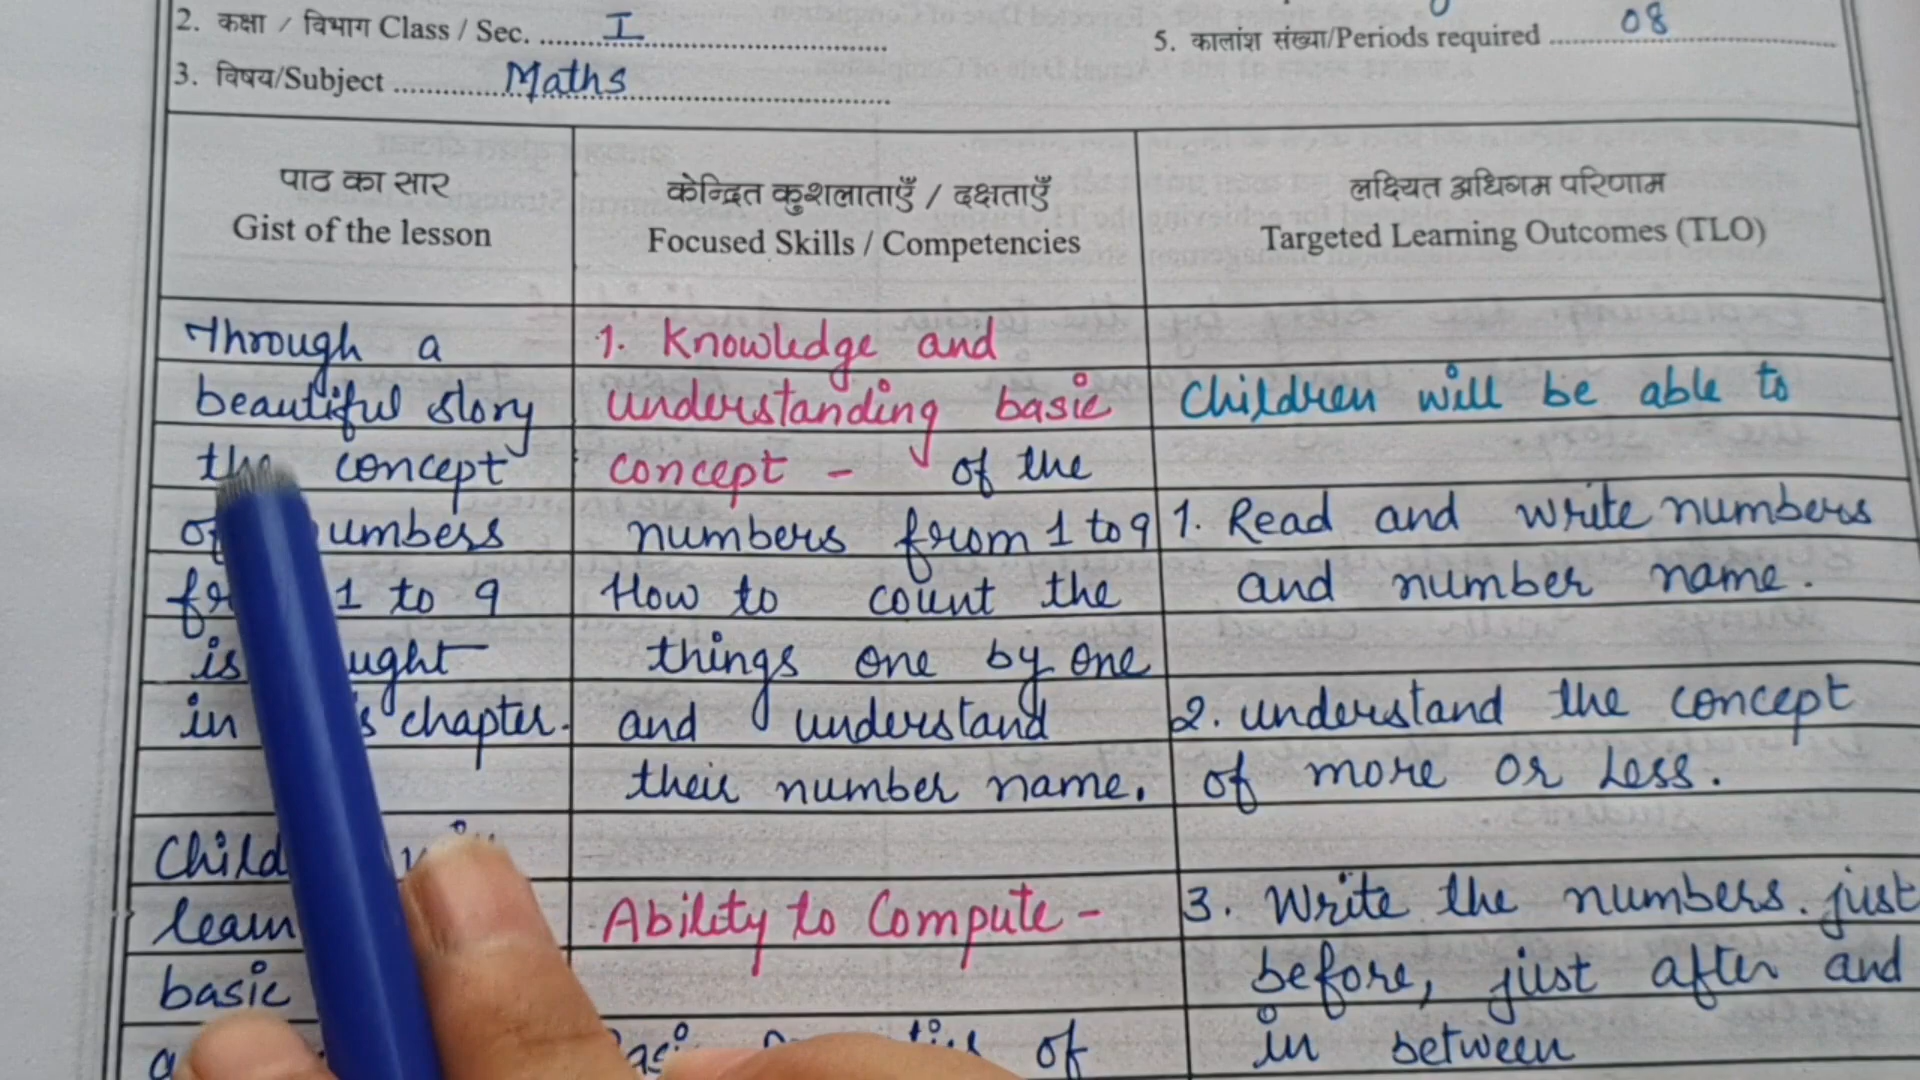 2. कक्षा / विभाग Class / Sec. .......... I ..........
5. कालांश संख्या/Periods required .......... 08 ..........
3. विषय/Subject .......... Maths ..........
पाठ का सार
Gist of the lesson
केन्द्रित कुशलाताएँ / दक्षताएँ
Focused Skills / Competencies
लक्ष्यित अधिगम परिणाम
Targeted Learning Outcomes (TLO)
Through a
beautiful story
the concept
umbers
1 to 9
is ught
in s chapter.
Child
learn
basic
1. Knowledge and
understanding basic
concept - of the
numbers from 1 to 9
How to count the
things one by one
and understand
their number name.
Ability to Compute -
of
Children will be able to
1. Read and write numbers
and number name.
2. understand the concept
of more or Less.
3. Write the numbers. just
before, just after and
in between